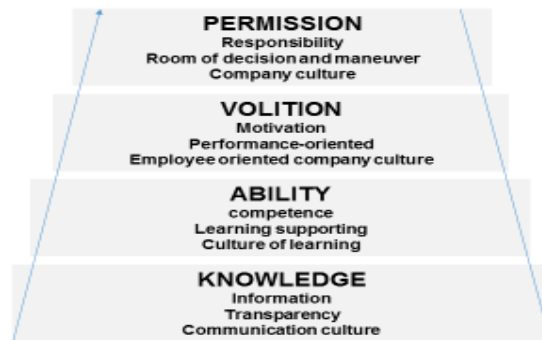 PERMISSION
Responsibility
Room of decision and maneuver
Company culture
VOLITION
Motivation
Performance-oriented
Employee oriented company culture
ABILITY
competence
Learning supporting
Culture of learning
KNOWLEDGE
Information
Transparency
Communication culture